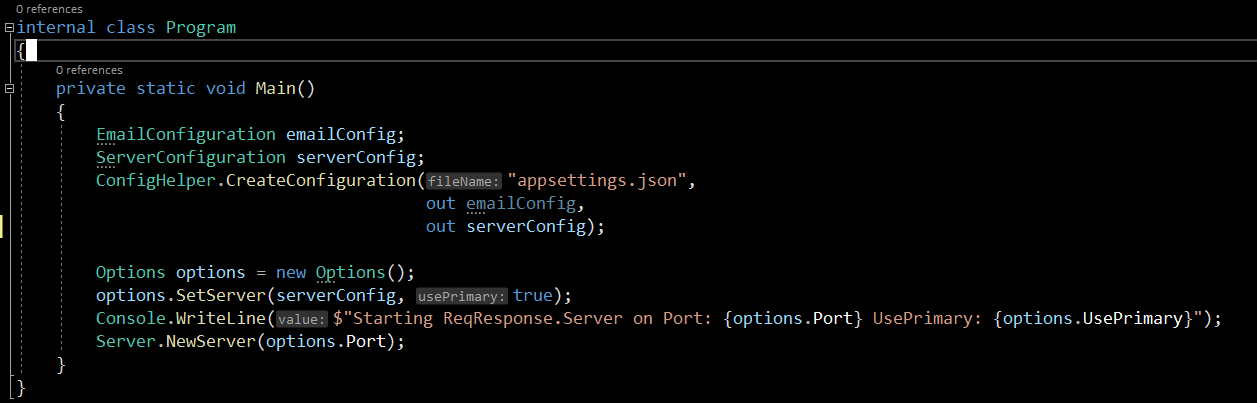 0 references
internal class Program
{
0 references
private static void Main()
{
EmailConfiguration emailConfig;
ServerConfiguration serverConfig;
ConfigHelper.CreateConfiguration(fileName: "appsettings.json",
out emailConfig,
out serverConfig);
Options options = new Options();
options.SetServer(serverConfig, usePrimary: true);
Console.WriteLine(value: $"Starting ReqResponse.Server on Port: {options.Port} UsePrimary: {options.UsePrimary}");
Server.NewServer(options.Port);
}
}